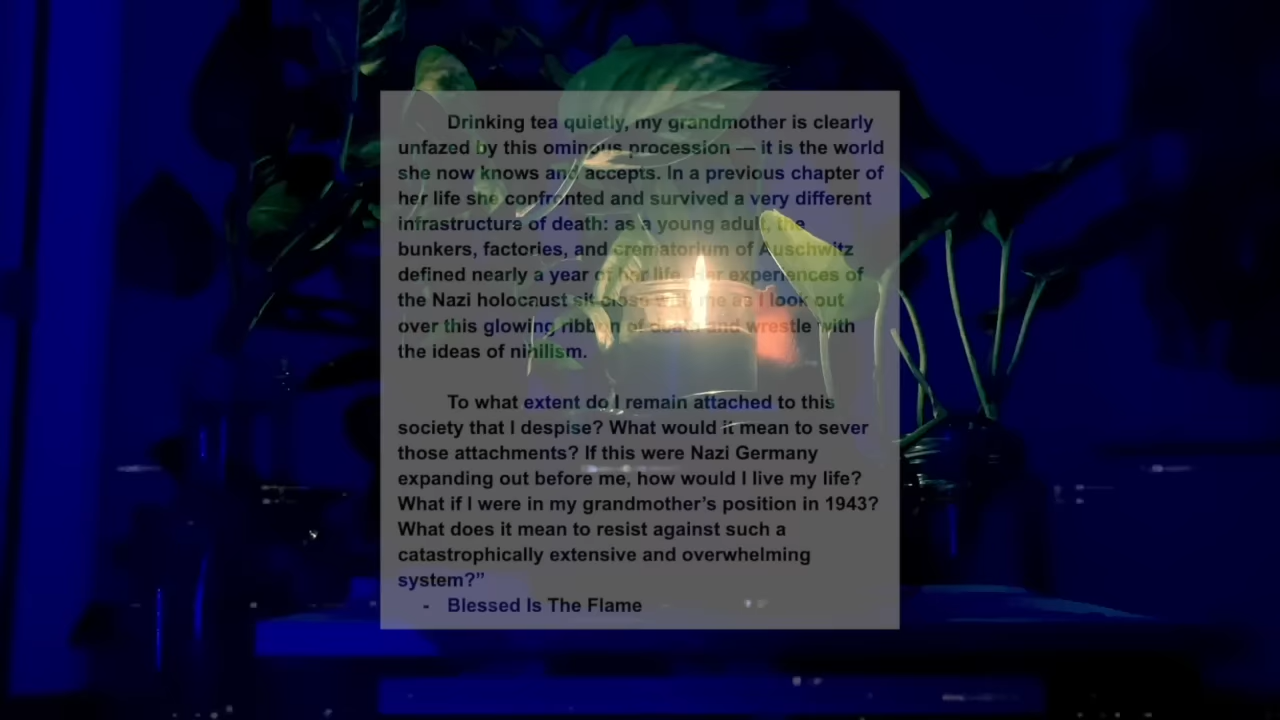 Drinking tea quietly, my grandmother is clearly
unfazed by this ominous procession — it is the world
she now knows and accepts. In a previous chapter of
her life she confronted and survived a very different
infrastructure of death: as a young adult, the
bunkers, factories, and crematorium of Auschwitz
defined nearly a year of her life. Her experiences of
the Nazi holocaust sit close with me as I look out
over this glowing ribbon of death and wrestle with
the ideas of nihilism.
To what extent do I remain attached to this
society that I despise? What would it mean to sever
those attachments? If this were Nazi Germany
expanding out before me, how would I live my life?
What if I were in my grandmother’s position in 1943?
What does it mean to resist against such a
catastrophically extensive and overwhelming
system?”
- Blessed Is The Flame